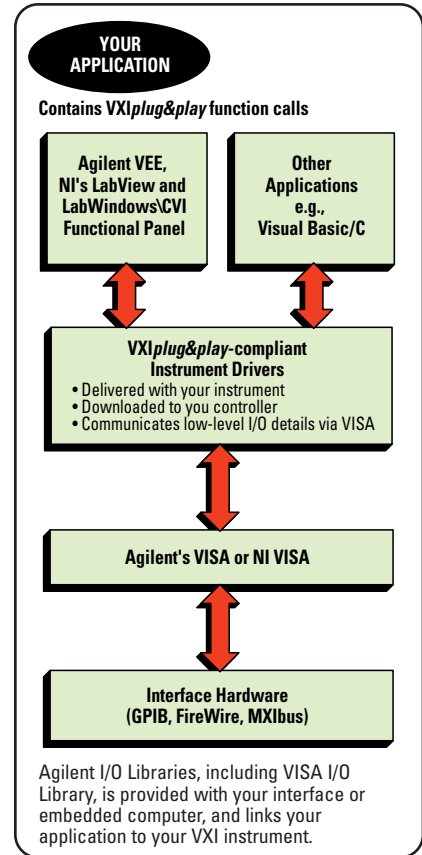 YOUR
APPLICATION
Contains VXIplug&play function calls
Agilent VEE,
NI's LabView and
LabWindows\CVI
Functional Panel
Other
Applications
e.g.,
Visual Basic/C
VXIplug&play-compliant
Instrument Drivers
• Delivered with your instrument
• Downloaded to you controller
• Communicates low-level I/O details via VISA
Agilent's VISA or NI VISA
Interface Hardware
(GPIB, FireWire, MXIbus)
Agilent I/O Libraries, including VISA I/O
Library, is provided with your interface or
embedded computer, and links your
application to your VXI instrument.